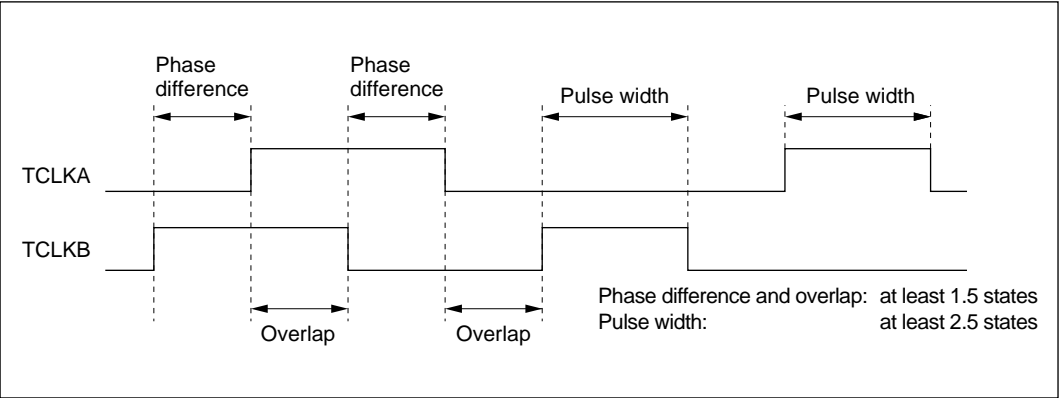 Phase
difference
Phase
difference
Pulse width
Pulse width
TCLKA
TCLKB
Overlap
Overlap
Phase difference and overlap: at least 1.5 states
Pulse width: at least 2.5 states